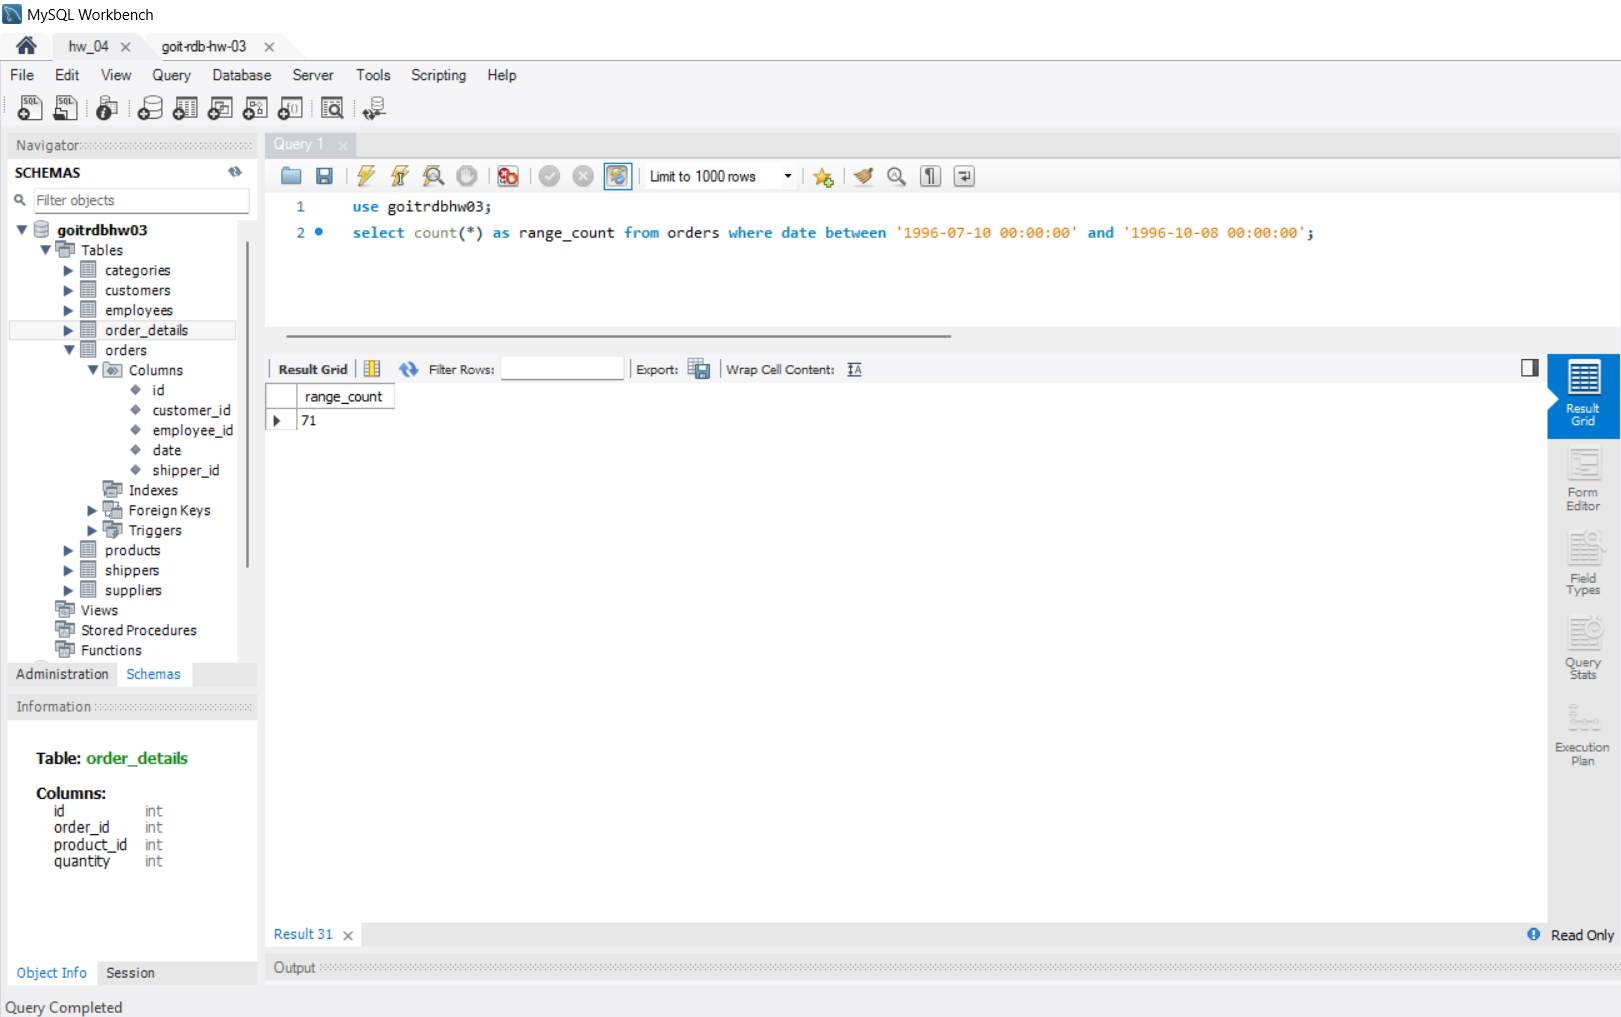 MySQL Workbench
hw_04
goit-rdb-hw-03
File Edit View Query Database Server Tools Scripting Help
Navigator
SCHEMAS
Filter objects
goitrdbhw03
Tables
categories
customers
employees
order_details
orders
Columns
id
customer_id
employee_id
date
shipper_id
Indexes
Foreign Keys
Triggers
products
shippers
suppliers
Views
Stored Procedures
Functions
Administration Schemas
Information
Table: order_details
Columns:
id int
order_id int
product_id int
quantity int
Object Info Session
Query Completed
Query 1
Limit to 1000 rows
1 use goitrdbhw03;
2 select count(*) as range_count from orders where date between '1996-07-10 00:00:00' and '1996-10-08 00:00:00';
Result Grid Filter Rows: Export: Wrap Cell Content:
range_count
71
Result
Grid
Form
Editor
Field
Types
Query
Stats
Execution
Plan
Result 31
Read Only
Output